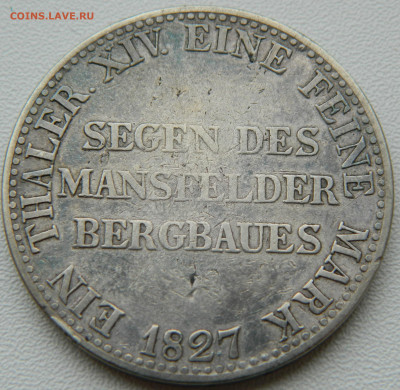 COINS.LAVE.RU
EIN THALER. XIV. EINE FEINE MARK
SEGEN DES
MANSFELDER
BERGBAUES
1827